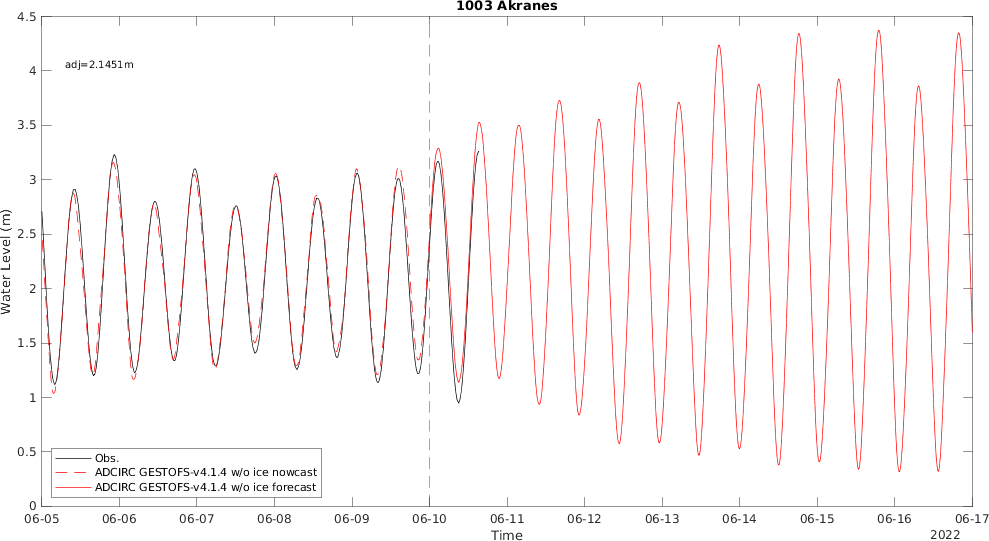 1003 Akranes
4.5
4
3.5
3
2.5
2
1.5
1
0.5
0
Water Level (m)
adj=2.1451m
Obs.
ADCIRC GESTOFS-v4.1.4 w/o ice nowcast
ADCIRC GESTOFS-v4.1.4 w/o ice forecast
06-05 06-06 06-07 06-08 06-09 06-10 06-11 06-12 06-13 06-14 06-15 06-16 06-17
Time
2022